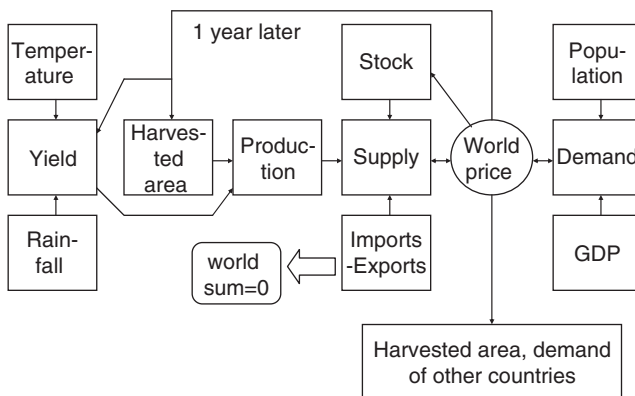 Temper-
ature
1 year later
Stock
Popu-
lation
Yield
Harves-
ted
area
Produc-
tion
Supply
World
price
Demand
Rain-
fall
world
sum=0
Imports
-Exports
GDP
Harvested area, demand
of other countries